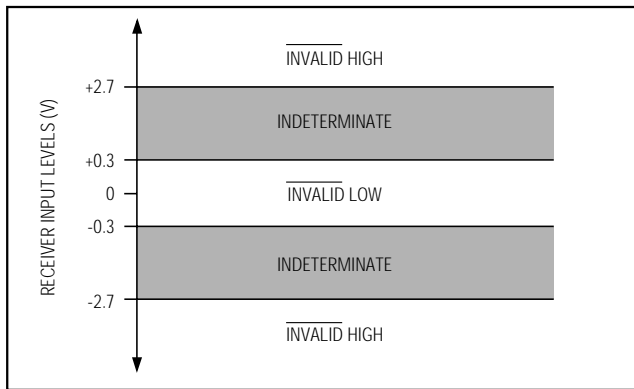 INVALID HIGH
+2.7
INDETERMINATE
+0.3
0
INVALID LOW
-0.3
INDETERMINATE
-2.7
INVALID HIGH
RECEIVER INPUT LEVELS (V)